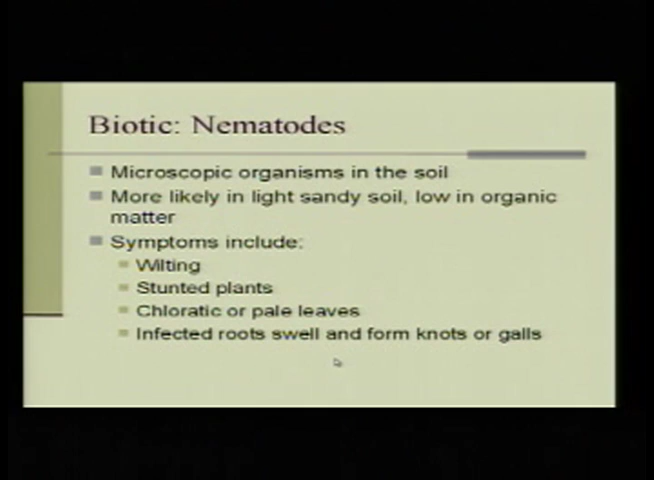 Biotic: Nematodes
Microscopic organisms in the soil
More likely in light sandy soil, low in organic
matter
Symptoms include:
Wilting
Stunted plants
Chloratic or pale leaves
Infected roots swell and form knots or galls